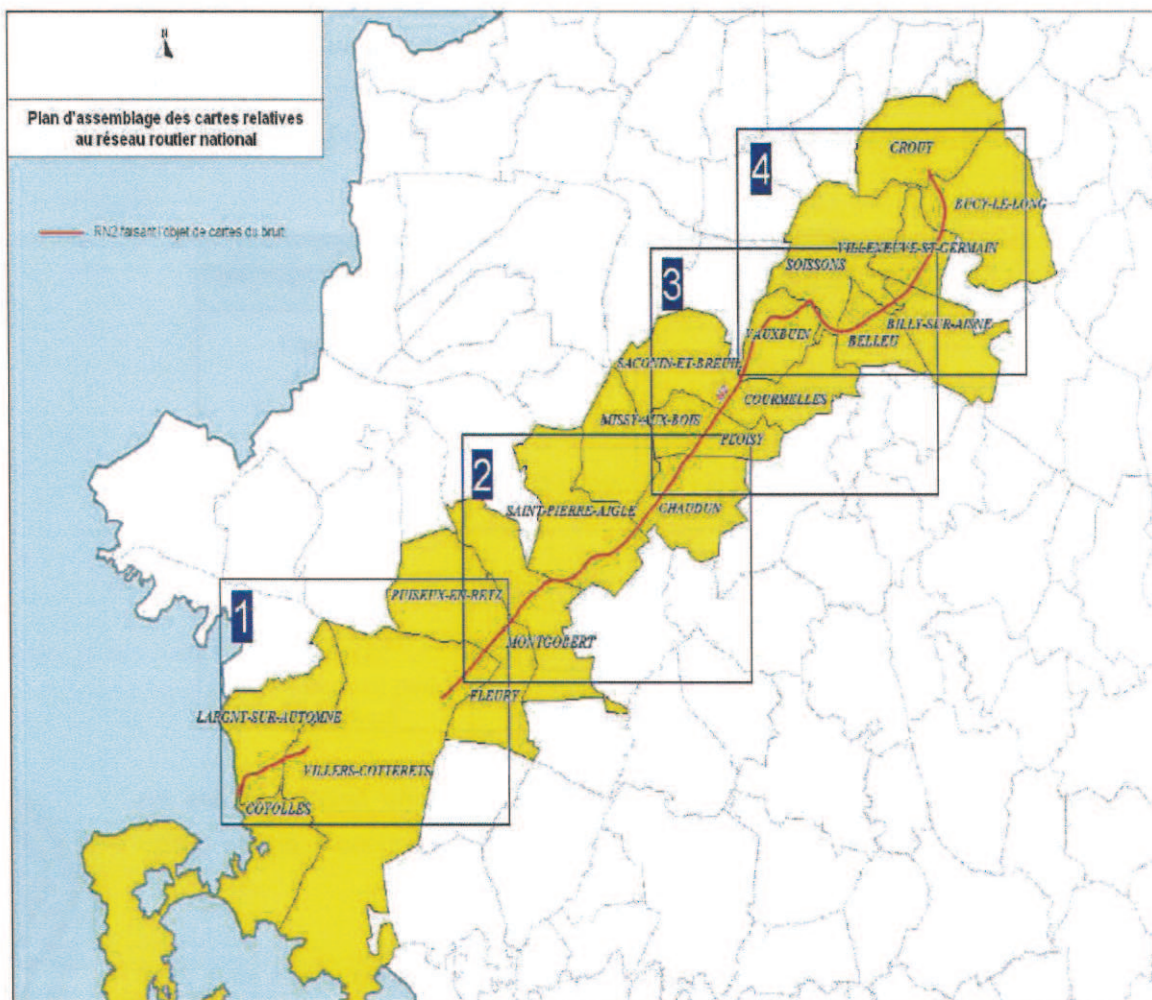 Plan d'assemblage des cartes relatives
au réseau routier national
RN2 faisant l'objet de cartes du bruit
4
CROUY
BUCY-LE-LONG
VILLENEUVE-ST-GERMAIN
SOISSONS
3
BILLY-SUR-AISNE
VAUXBUIN
BELLEU
SACONIN-ET-BREUIL
COURMELLES
MISSY-AUX-BOIS
PLOISY
2
SAINT-PIERRE-AIGLE
CHAUDUN
PUISEUX-EN-RETZ
1
MONTGOBERT
FLEURY
LARGNY-SUR-AUTOMNE
VILLERS-COTTERETS
COYOLLES